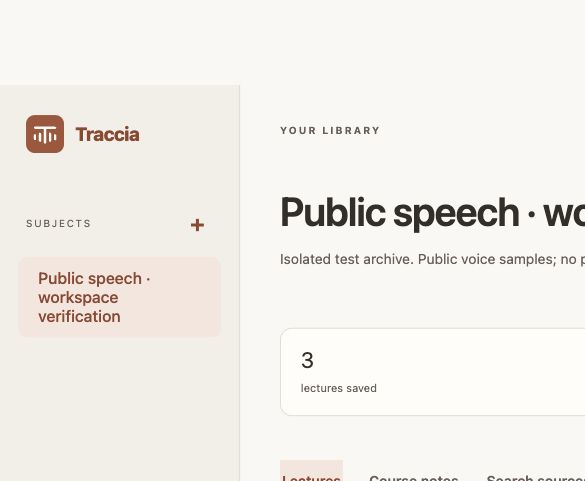 Traccia
SUBJECTS
+
Public speech ·
workspace
verification
YOUR LIBRARY
Public speech ·
Isolated test archive. Public voice samples; no
3
lectures saved
Lectures
Course notes
Search